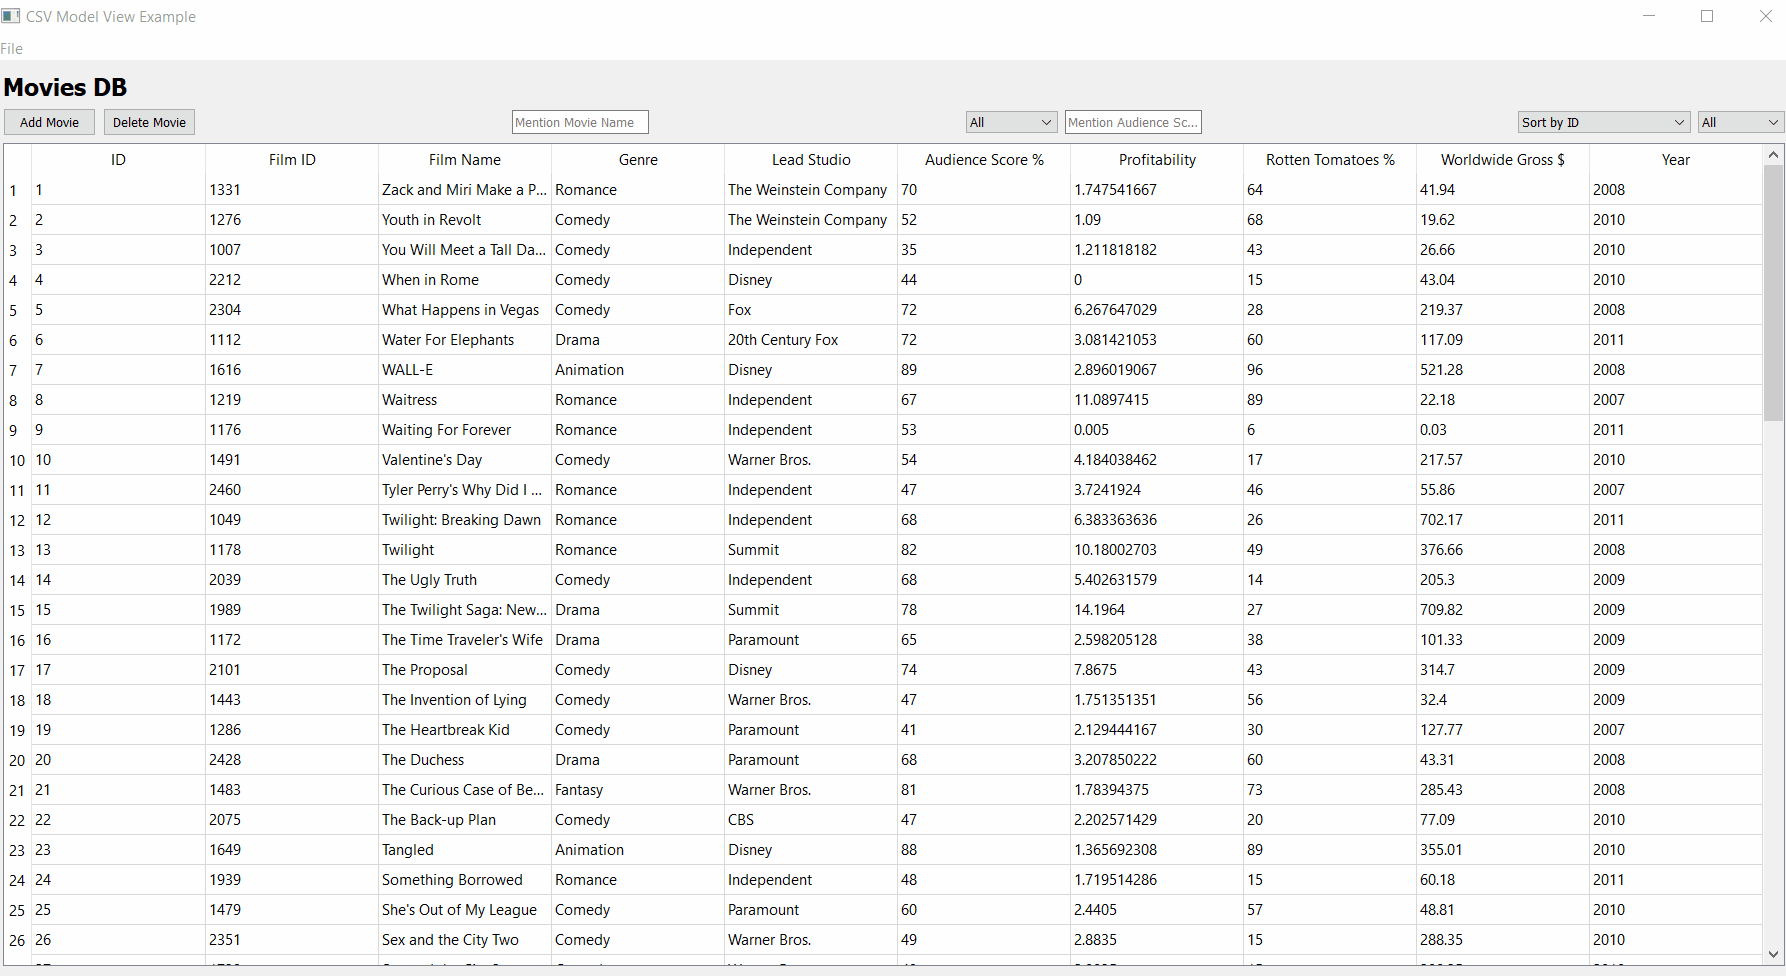 CSV Model View Example
File
Movies DB
Add Movie Delete Movie Mention Movie Name All Mention Audience Sc... Sort by ID All
ID Film ID Film Name Genre Lead Studio Audience Score % Profitability Rotten Tomatoes % Worldwide Gross $ Year
1 1 1331 Zack and Miri Make a P... Romance The Weinstein Company 70 1.747541667 64 41.94 2008
2 2 1276 Youth in Revolt Comedy The Weinstein Company 52 1.09 68 19.62 2010
3 3 1007 You Will Meet a Tall Da... Comedy Independent 35 1.211818182 43 26.66 2010
4 4 2212 When in Rome Comedy Disney 44 0 15 43.04 2010
5 5 2304 What Happens in Vegas Comedy Fox 72 6.267647029 28 219.37 2008
6 6 1112 Water For Elephants Drama 20th Century Fox 72 3.081421053 60 117.09 2011
7 7 1616 WALL-E Animation Disney 89 2.896019067 96 521.28 2008
8 8 1219 Waitress Romance Independent 67 11.0897415 89 22.18 2007
9 9 1176 Waiting For Forever Romance Independent 53 0.005 6 0.03 2011
10 10 1491 Valentine's Day Comedy Warner Bros. 54 4.184038462 17 217.57 2010
11 11 2460 Tyler Perry's Why Did I ... Romance Independent 47 3.7241924 46 55.86 2007
12 12 1049 Twilight: Breaking Dawn Romance Independent 68 6.383363636 26 702.17 2011
13 13 1178 Twilight Romance Summit 82 10.18002703 49 376.66 2008
14 14 2039 The Ugly Truth Comedy Independent 68 5.402631579 14 205.3 2009
15 15 1989 The Twilight Saga: New... Drama Summit 78 14.1964 27 709.82 2009
16 16 1172 The Time Traveler's Wife Drama Paramount 65 2.598205128 38 101.33 2009
17 17 2101 The Proposal Comedy Disney 74 7.8675 43 314.7 2009
18 18 1443 The Invention of Lying Comedy Warner Bros. 47 1.751351351 56 32.4 2009
19 19 1286 The Heartbreak Kid Comedy Paramount 41 2.129444167 30 127.77 2007
20 20 2428 The Duchess Drama Paramount 68 3.207850222 60 43.31 2008
21 21 1483 The Curious Case of Be... Fantasy Warner Bros. 81 1.78394375 73 285.43 2008
22 22 2075 The Back-up Plan Comedy CBS 47 2.202571429 20 77.09 2010
23 23 1649 Tangled Animation Disney 88 1.365692308 89 355.01 2010
24 24 1939 Something Borrowed Romance Independent 48 1.719514286 15 60.18 2011
25 25 1479 She's Out of My League Comedy Paramount 60 2.4405 57 48.81 2010
26 26 2351 Sex and the City Two Comedy Warner Bros. 49 2.8835 15 288.35 2010